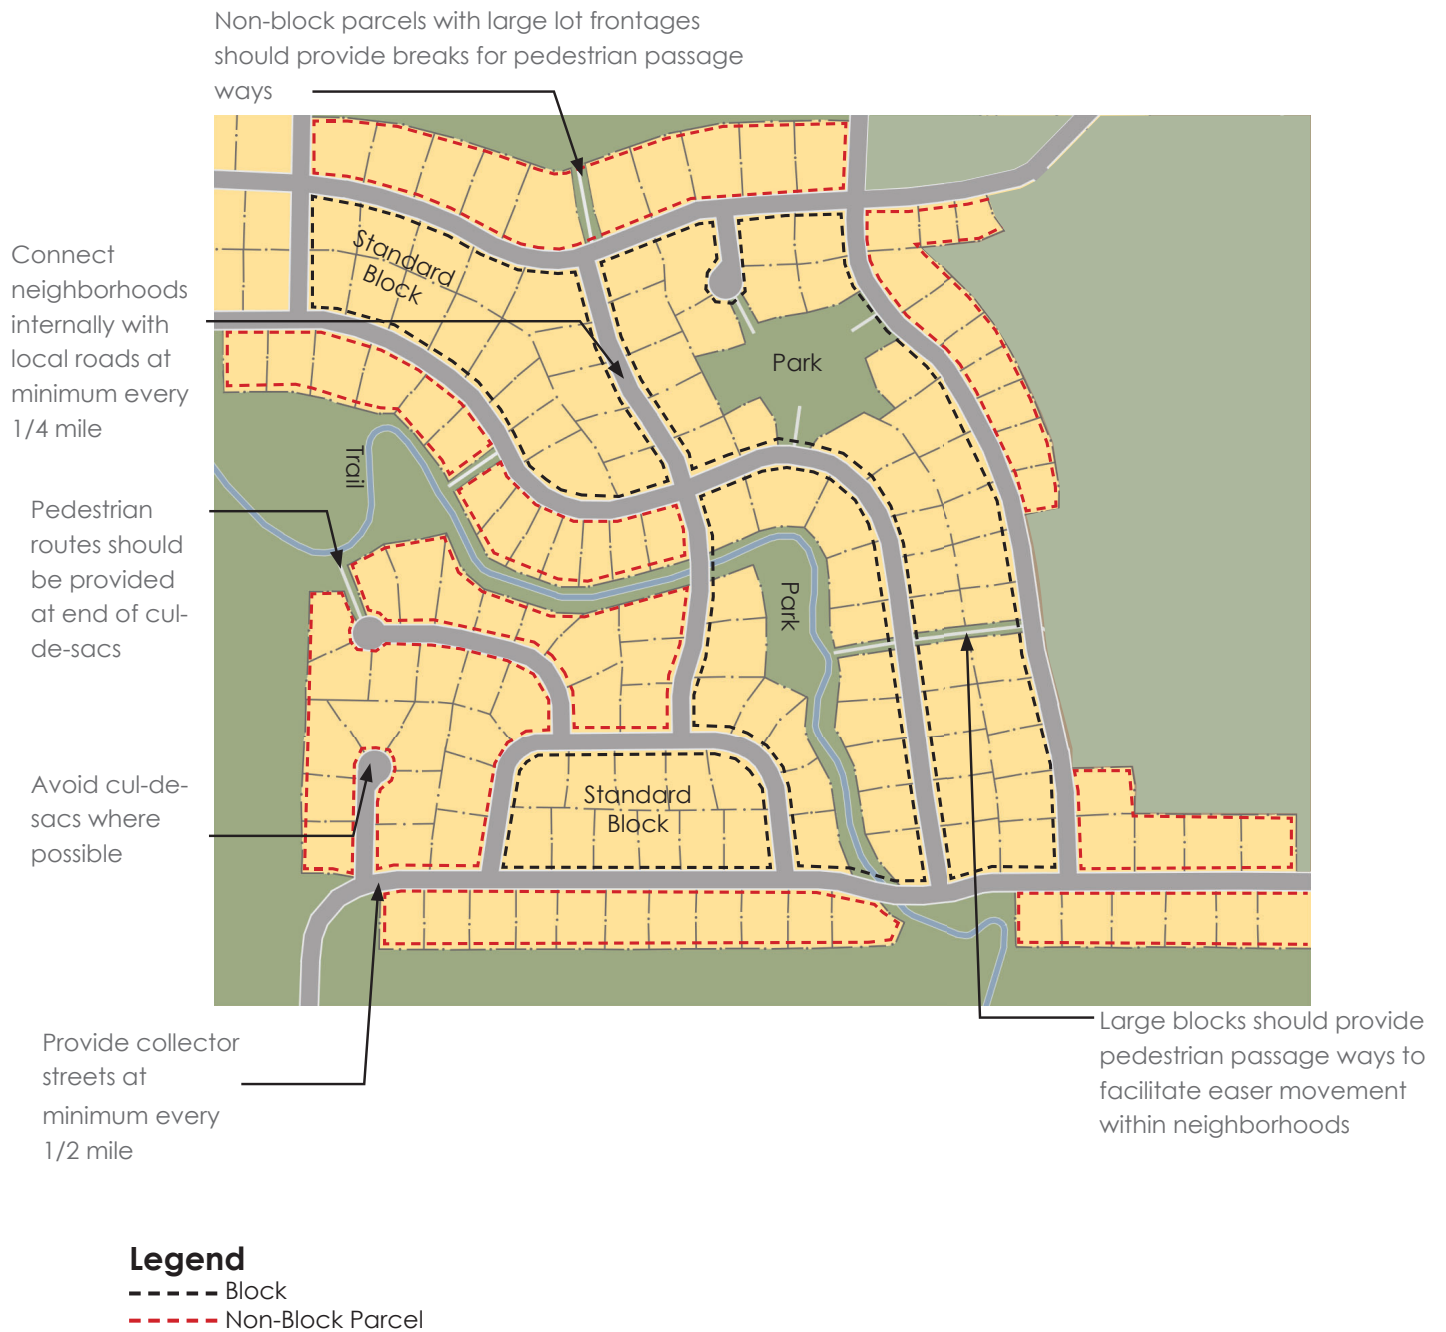 Non-block parcels with large lot frontages
should provide breaks for pedestrian passage
ways
Connect
neighborhoods
internally with
local roads at
minimum every
1/4 mile
Pedestrian
routes should
be provided
at end of cul-
de-sacs
Avoid cul-de-
sacs where
possible
Provide collector
streets at
minimum every
1/2 mile
Large blocks should provide
pedestrian passage ways to
facilitate easer movement
within neighborhoods
Standard
Block
Park
Trail
Park
Standard
Block
Legend
Block
Non-Block Parcel